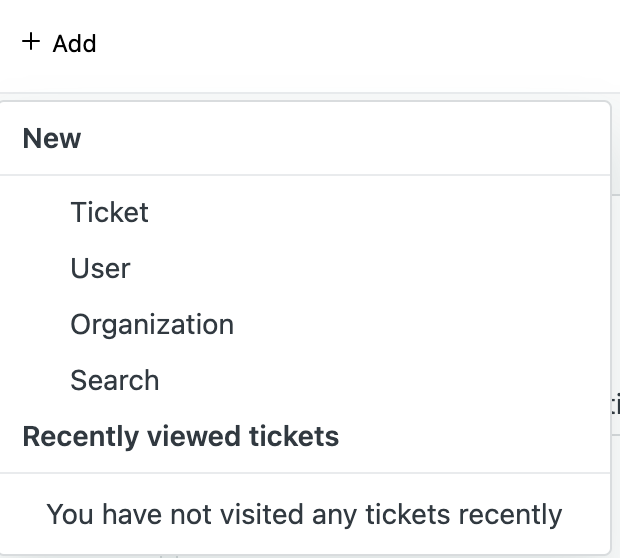 + Add
New
Ticket
User
Organization
Search
Recently viewed tickets
You have not visited any tickets recently